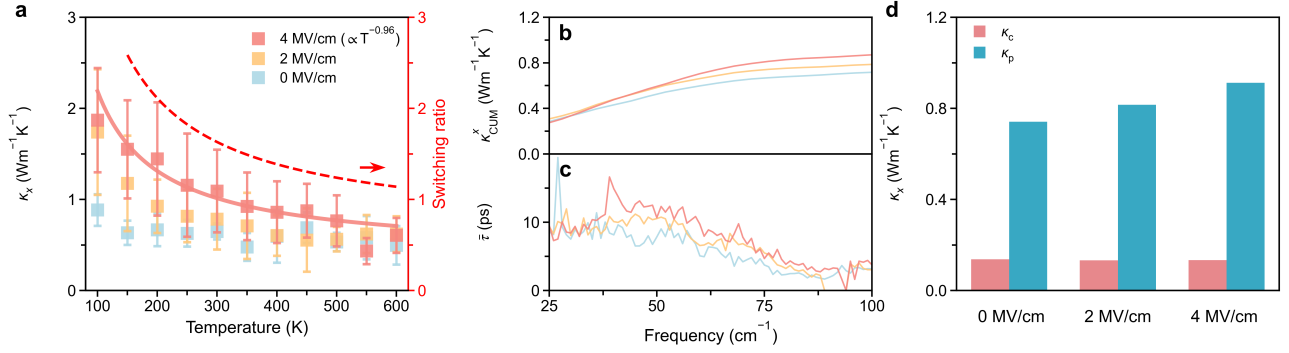 a
3
2
1
0
κx (Wm−1K−1)
100
200
300
400
500
600
Temperature (K)
4 MV/cm (∝T−0.96)
2 MV/cm
0 MV/cm
3
2
1
0
Switching ratio
b
1.2
0.8
0.4
0.0
κxCUM (Wm−1K−1)
c
10
0
τ̄ (ps)
25
50
75
100
Frequency (cm−1)
d
1.2
0.8
0.4
0.0
κx (Wm−1K−1)
κc
κp
0 MV/cm
2 MV/cm
4 MV/cm